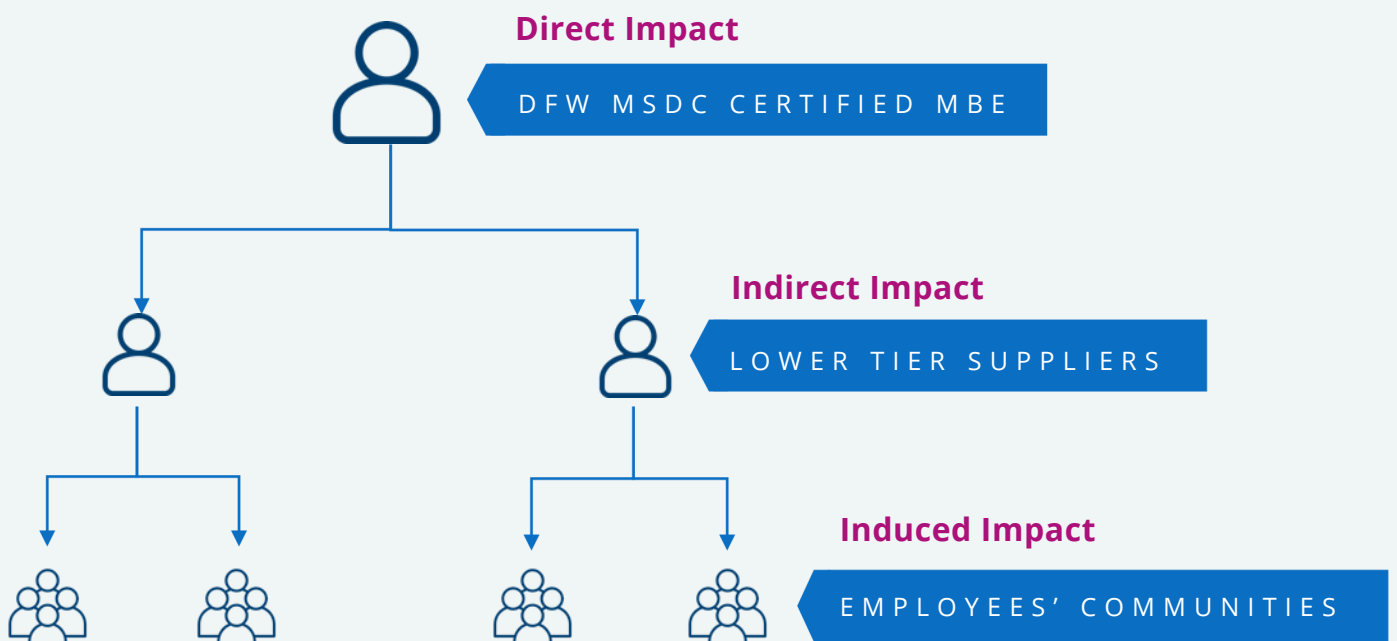 Direct Impact
DFW MSDC CERTIFIED MBE
Indirect Impact
LOWER TIER SUPPLIERS
Induced Impact
EMPLOYEES’ COMMUNITIES